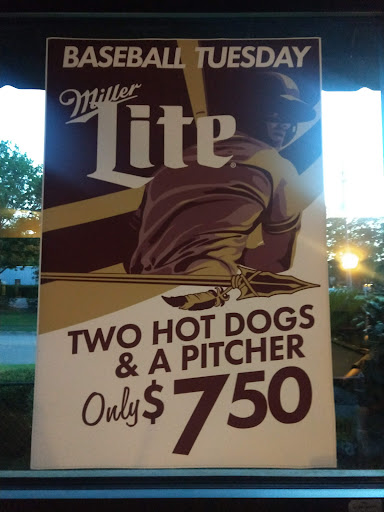 BASEBALL TUESDAY
Miller
Lite
TWO HOT DOGS
& A PITCHER
Only $750